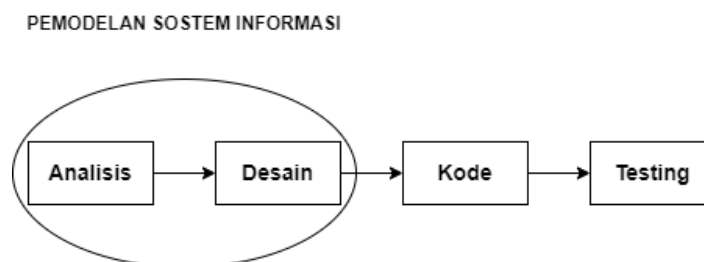 PEMODELAN SOSTEM INFORMASI
Analisis
Desain
Kode
Testing